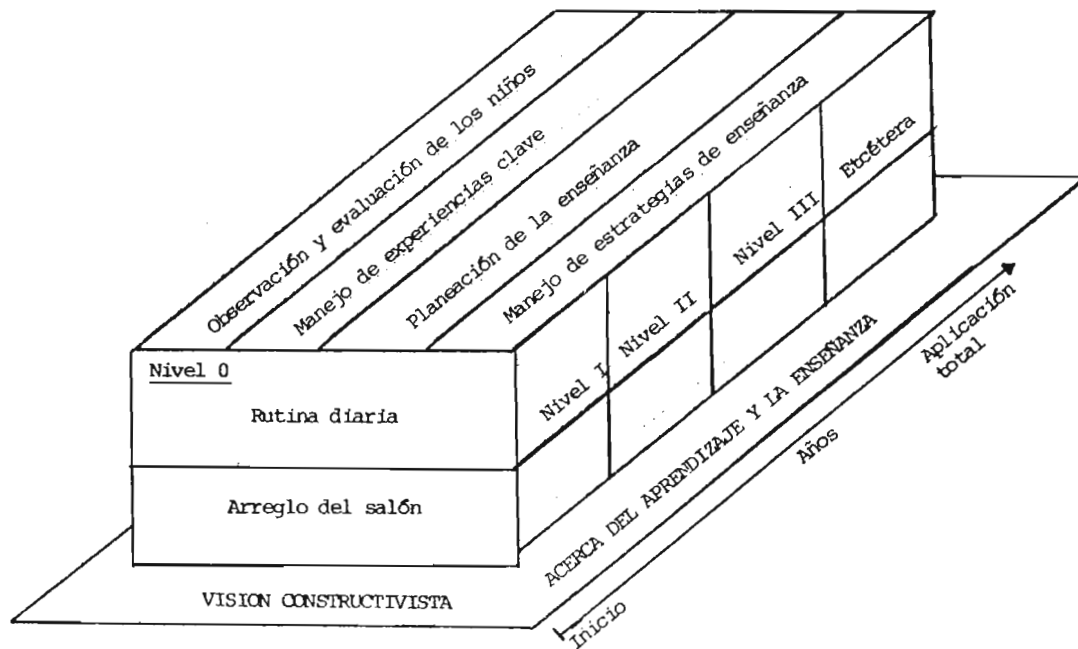 Observación y evaluación de los niños
Manejo de experiencias clave
Planeación de la enseñanza
Manejo de estrategias de enseñanza
Nivel 0
Rutina diaria
Arreglo del salón
Nivel I
Nivel II
Nivel III
Etcétera
VISION CONSTRUCTIVISTA
ACERCA DEL APRENDIZAJE Y LA ENSEÑANZA
Inicio
Años
Aplicación
total